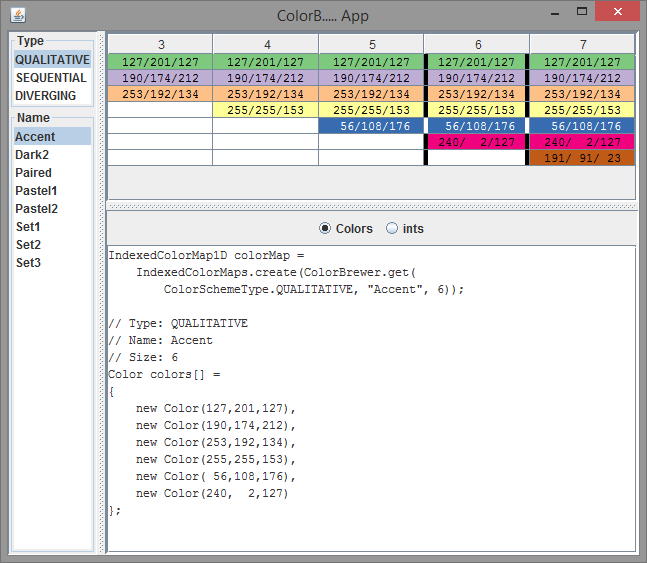 ColorB..... App
Type
QUALITATIVE
SEQUENTIAL
DIVERGING
Name
Accent
Dark2
Paired
Pastel1
Pastel2
Set1
Set2
Set3
3 4 5 6 7
127/201/127 127/201/127 127/201/127 127/201/127 127/201/127
190/174/212 190/174/212 190/174/212 190/174/212 190/174/212
253/192/134 253/192/134 253/192/134 253/192/134 253/192/134
255/255/153 255/255/153 255/255/153 255/255/153
56/108/176 56/108/176 56/108/176
240/  2/127 240/  2/127
191/ 91/ 23
Colors ints
IndexedColorMap1D colorMap =
    IndexedColorMaps.create(ColorBrewer.get(
        ColorSchemeType.QUALITATIVE, "Accent", 6));
// Type: QUALITATIVE
// Name: Accent
// Size: 6
Color colors[] =
{
    new Color(127,201,127),
    new Color(190,174,212),
    new Color(253,192,134),
    new Color(255,255,153),
    new Color( 56,108,176),
    new Color(240,  2,127)
};